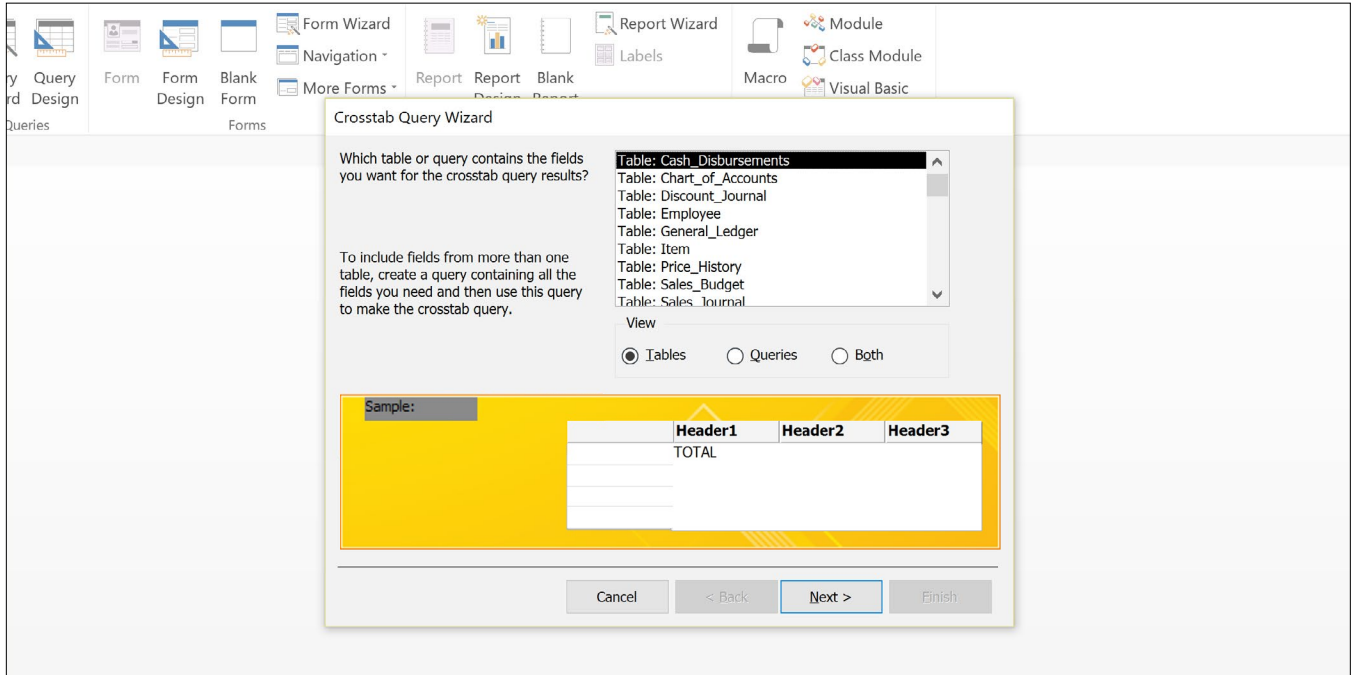 Query
Design
Queries
Form
Form
Design
Blank
Form
Form Wizard
Navigation
More Forms
Forms
Report
Report
Design
Blank
Report
Report Wizard
Labels
Macro
Module
Class Module
Visual Basic
Crosstab Query Wizard
Which table or query contains the fields
you want for the crosstab query results?
To include fields from more than one
table, create a query containing all the
fields you need and then use this query
to make the crosstab query.
Table: Cash_Disbursements
Table: Chart_of_Accounts
Table: Discount_Journal
Table: Employee
Table: General_Ledger
Table: Item
Table: Price_History
Table: Sales_Budget
Table: Sales_Journal
View
Tables Queries Both
Sample:
Header1 Header2 Header3
TOTAL
Cancel < Back Next > Finish